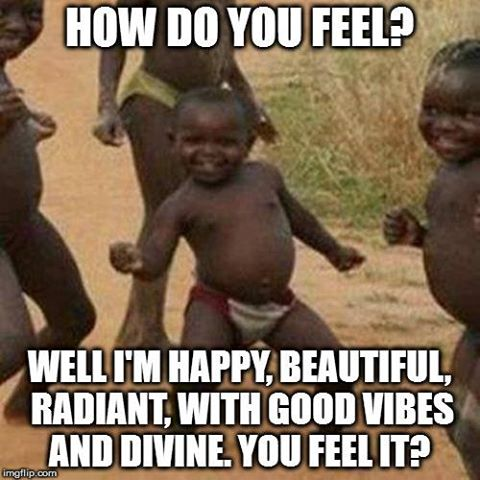 HOW DO YOU FEEL?
WELL I'M HAPPY, BEAUTIFUL,
RADIANT, WITH GOOD VIBES
AND DIVINE. YOU FEEL IT?
imgflip.com